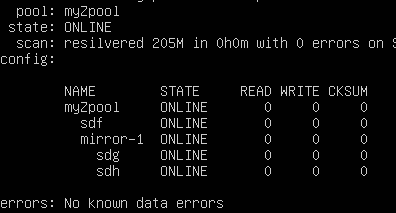 pool: myZpool
state: ONLINE
scan: resilvered 205M in 0h0m with 0 errors on
config:
NAME STATE READ WRITE CKSUM
myZpool ONLINE 0 0 0
sdf ONLINE 0 0 0
mirror-1 ONLINE 0 0 0
sdg ONLINE 0 0 0
sdh ONLINE 0 0 0
errors: No known data errors